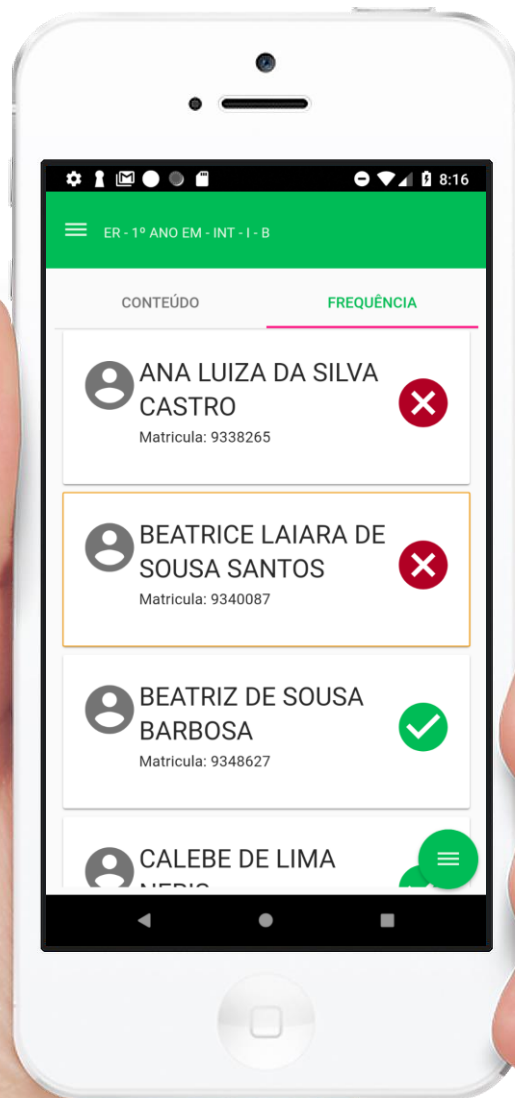 8:16
ER - 1º ANO EM - INT - I - B
CONTEÚDO
FREQUÊNCIA
ANA LUIZA DA SILVA
CASTRO
Matricula: 9338265
BEATRICE LAIARA DE
SOUSA SANTOS
Matricula: 9340087
BEATRIZ DE SOUSA
BARBOSA
Matricula: 9348627
CALEBE DE LIMA